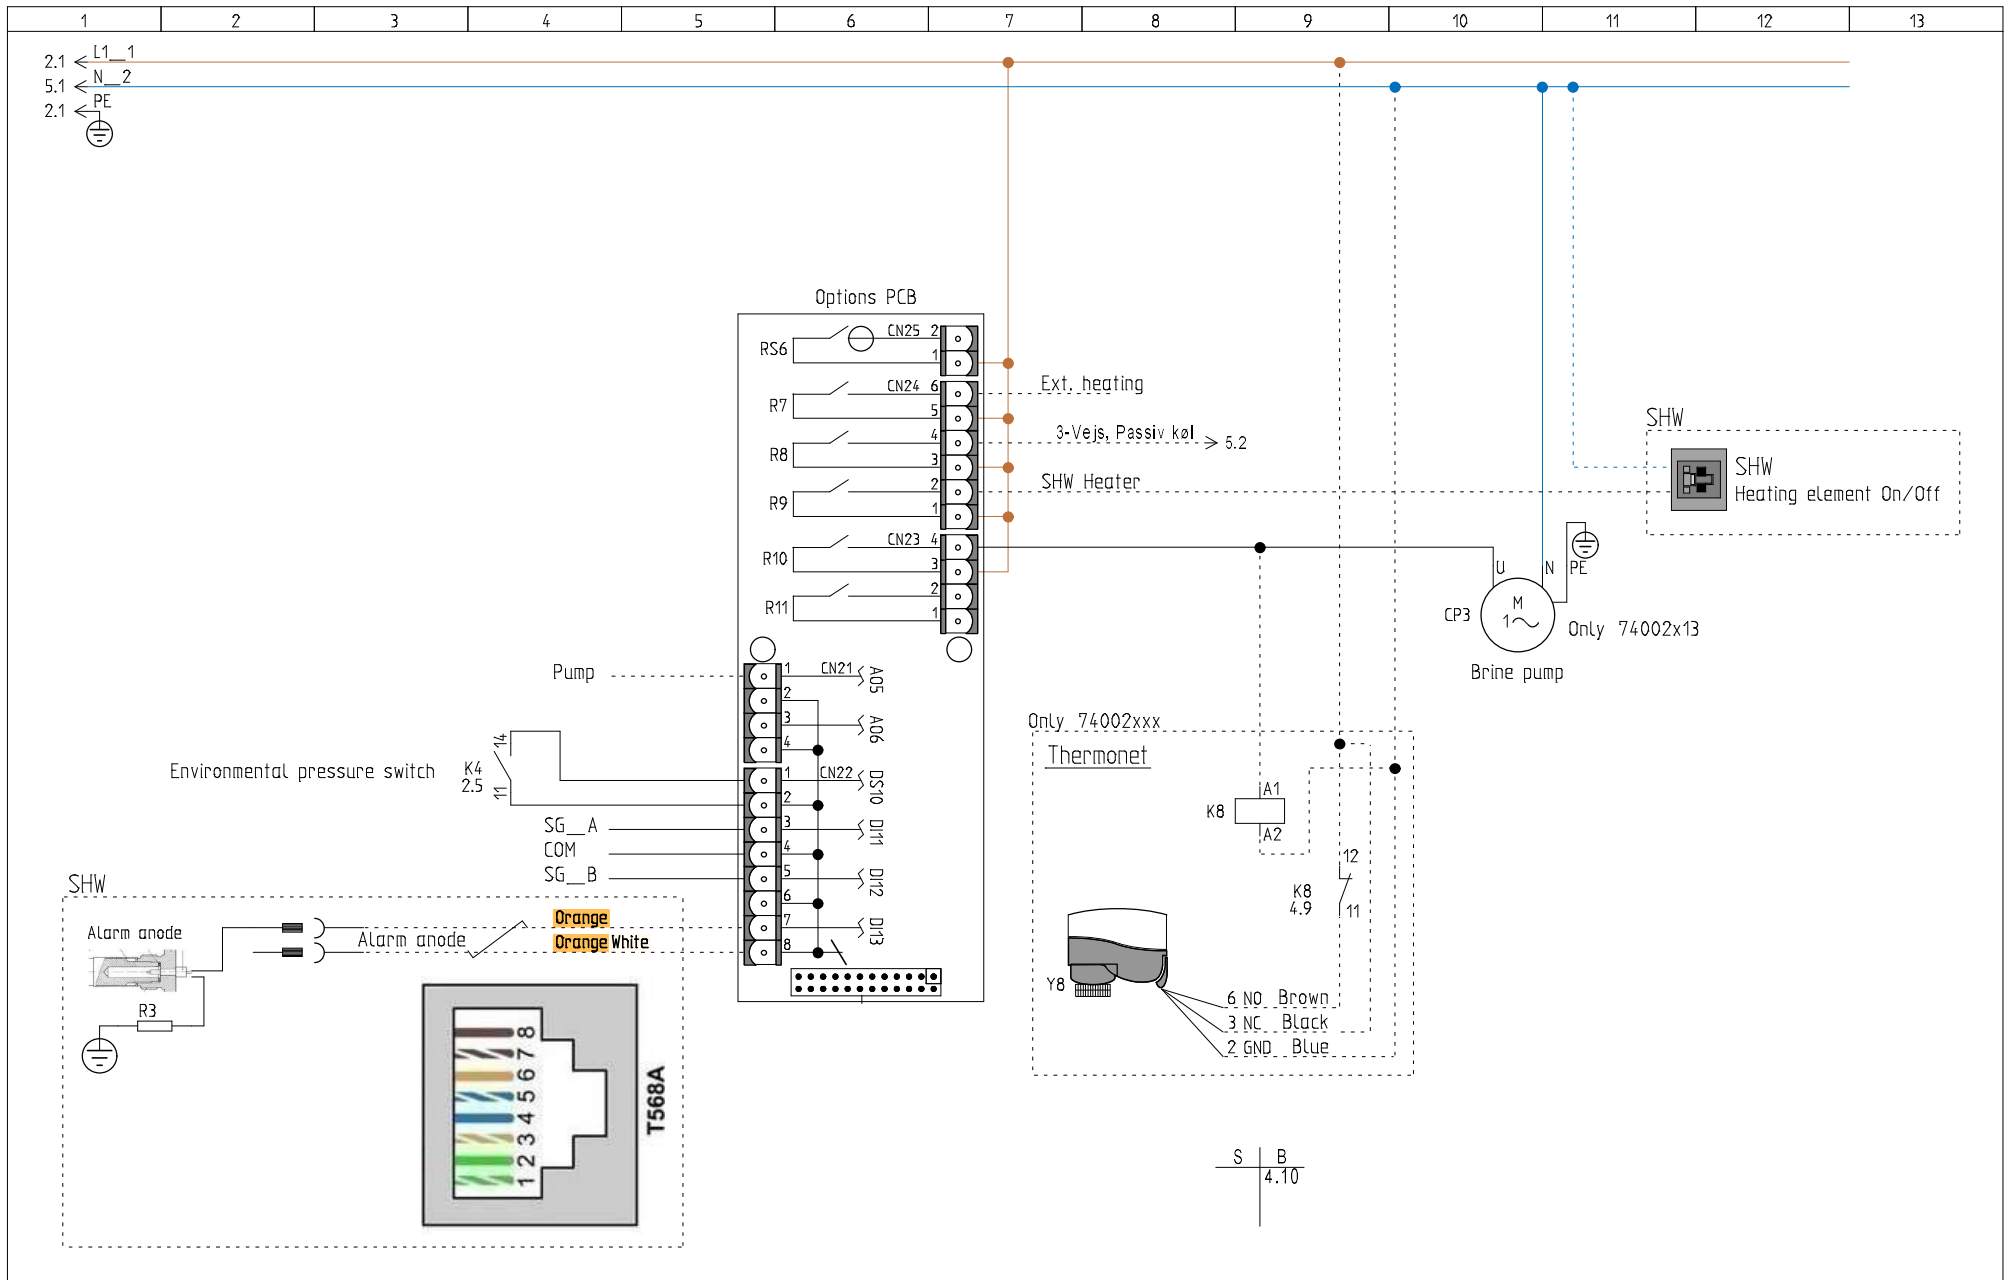 1 2 3 4 5 6 7 8 9 10 11 12 13
2.1 L1__1
5.1 N__2
2.1 PE
Options PCB
RS6 CN25 2
1
R7 CN24 6 Ext. heating
5
R8 4 3-Vejs, Passiv køl 5.2
3
R9 2 SHW Heater
1
R10 CN23 4
3
R11 2
1
SHW
SHW
Heating element On/Off
U N PE
CP3 M
1~
Only 74002x13
Brine pump
Pump 1 CN21 AO5
2
3 AO6
4
Environmental pressure switch K4
2.5
14
11
1 CN22 DS10
2
SG__A 3 DI11
COM 4
SG__B 5 DI12
6
7 DI13
8
SHW
Alarm anode
Alarm anode
Orange
Orange White
R3
8
7
6
5
4
3
2
1
T568A
Only 74002xxx
Thermonet
K8 A1
A2
12
K8
4.9 11
Y8
6 NO Brown
3 NC Black
2 GND Blue
S B
4.10